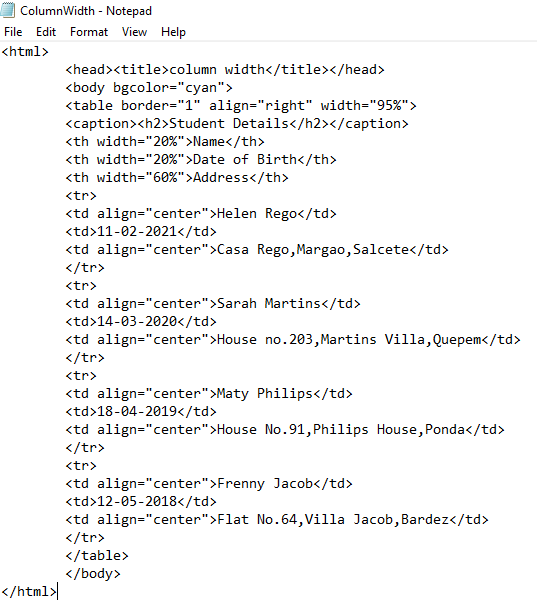 ColumnWidth - Notepad
File Edit Format View Help
<html>
<head><title>column width</title></head>
<body bgcolor="cyan">
<table border="1" align="right" width="95%">
<caption><h2>Student Details</h2></caption>
<th width="20%">Name</th>
<th width="20%">Date of Birth</th>
<th width="60%">Address</th>
<tr>
<td align="center">Helen Rego</td>
<td>11-02-2021</td>
<td align="center">Casa Rego,Margao,Salcete</td>
</tr>
<tr>
<td align="center">Sarah Martins</td>
<td>14-03-2020</td>
<td align="center">House no.203,Martins Villa,Quepem</td>
</tr>
<tr>
<td align="center">Maty Philips</td>
<td>18-04-2019</td>
<td align="center">House No.91,Philips House,Ponda</td>
</tr>
<tr>
<td align="center">Frenny Jacob</td>
<td>12-05-2018</td>
<td align="center">Flat No.64,Villa Jacob,Bardez</td>
</tr>
</table>
</body>
</html>